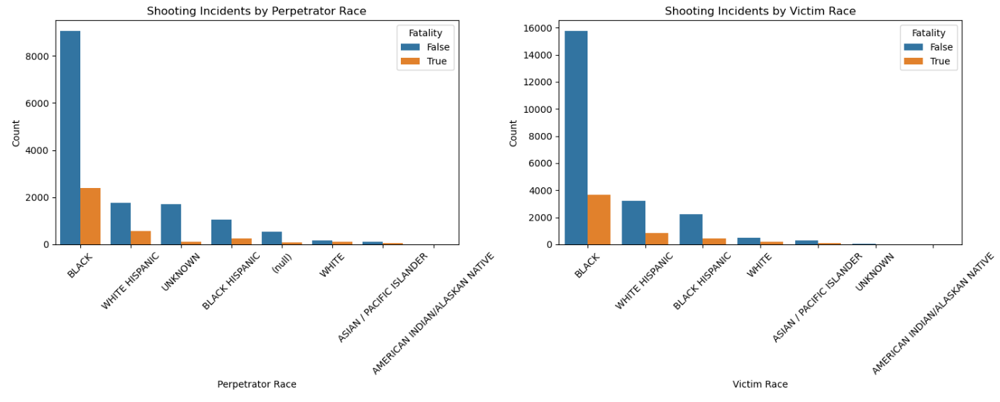 Shooting Incidents by Perpetrator Race
Fatality
False
True
8000
6000
4000
2000
0
Count
BLACK
WHITE HISPANIC
UNKNOWN
BLACK HISPANIC
(null)
WHITE
ASIAN / PACIFIC ISLANDER
AMERICAN INDIAN/ALASKAN NATIVE
Perpetrator Race
Shooting Incidents by Victim Race
Fatality
False
True
16000
14000
12000
10000
8000
6000
4000
2000
0
Count
BLACK
WHITE HISPANIC
BLACK HISPANIC
WHITE
ASIAN / PACIFIC ISLANDER
UNKNOWN
AMERICAN INDIAN/ALASKAN NATIVE
Victim Race